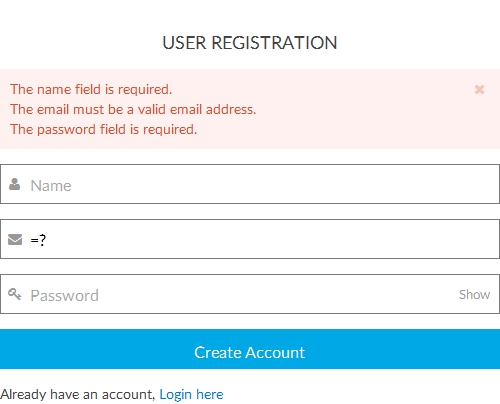 USER REGISTRATION
The name field is required.
The email must be a valid email address.
The password field is required.
Name
=?
Password Show
Create Account
Already have an account, Login here